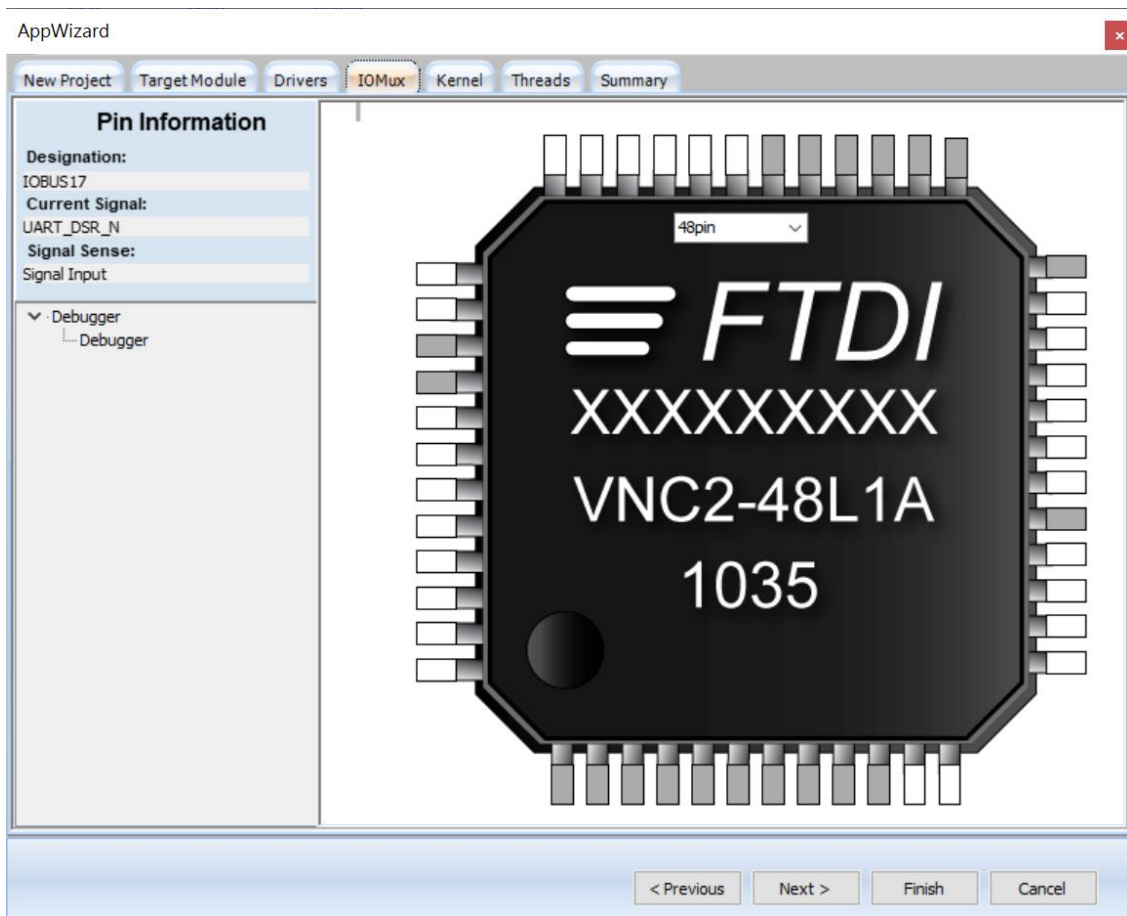 AppWizard
x
New Project Target Module Drivers IOMux Kernel Threads Summary
Pin Information
Designation:
IOBUS17
Current Signal:
UART_DSR_N
Signal Sense:
Signal Input
Debugger
Debugger
48pin
FTDI
XXXXXXXXX
VNC2-48L1A
1035
< Previous Next > Finish Cancel